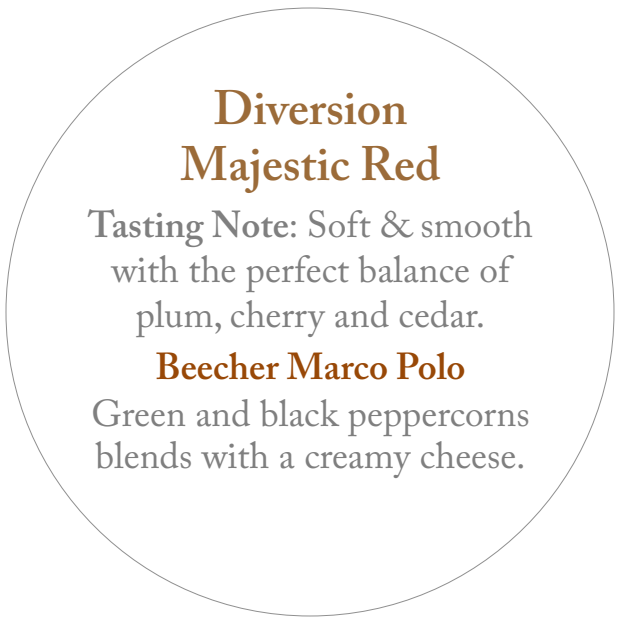 Diversion
Majestic Red
Tasting Note: Soft & smooth
with the perfect balance of
plum, cherry and cedar.
Beecher Marco Polo
Green and black peppercorns
blends with a creamy cheese.